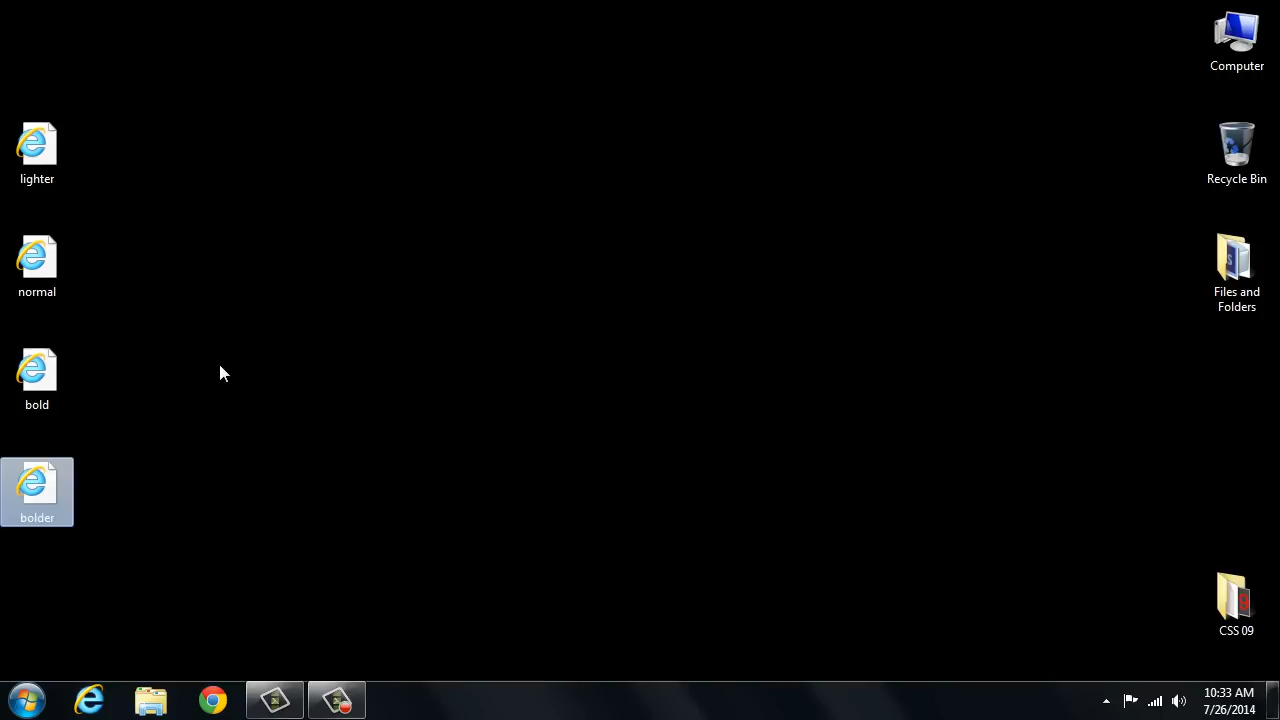 Computer
lighter
Recycle Bin
normal
Files and
Folders
bold
bolder
CSS 09
10:33 AM
7/26/2014